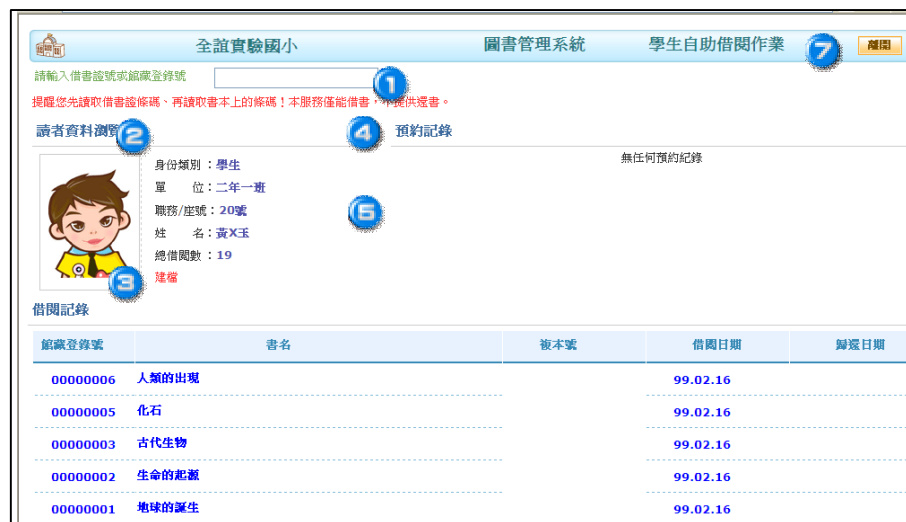 全誼實驗國小 圖書管理系統 學生自助借閱作業 7 離開
請輸入借書證號或館藏登錄號 1
提醒您先讀取借書證條碼、再讀取書本上的條碼！本服務僅能借書，不提供還書。
讀者資料瀏覽 2 4 預約記錄
無任何預約紀錄
身份類別：學生
單 位：二年一班
職務/座號：20號 5
姓 名：黃X玉
總借閱數：19
3 建檔
借閱記錄
館藏登錄號 書名 複本號 借閱日期 歸還日期
00000006 人類的出現 99.02.16
00000005 化石 99.02.16
00000003 古代生物 99.02.16
00000002 生命的起源 99.02.16
00000001 地球的誕生 99.02.16